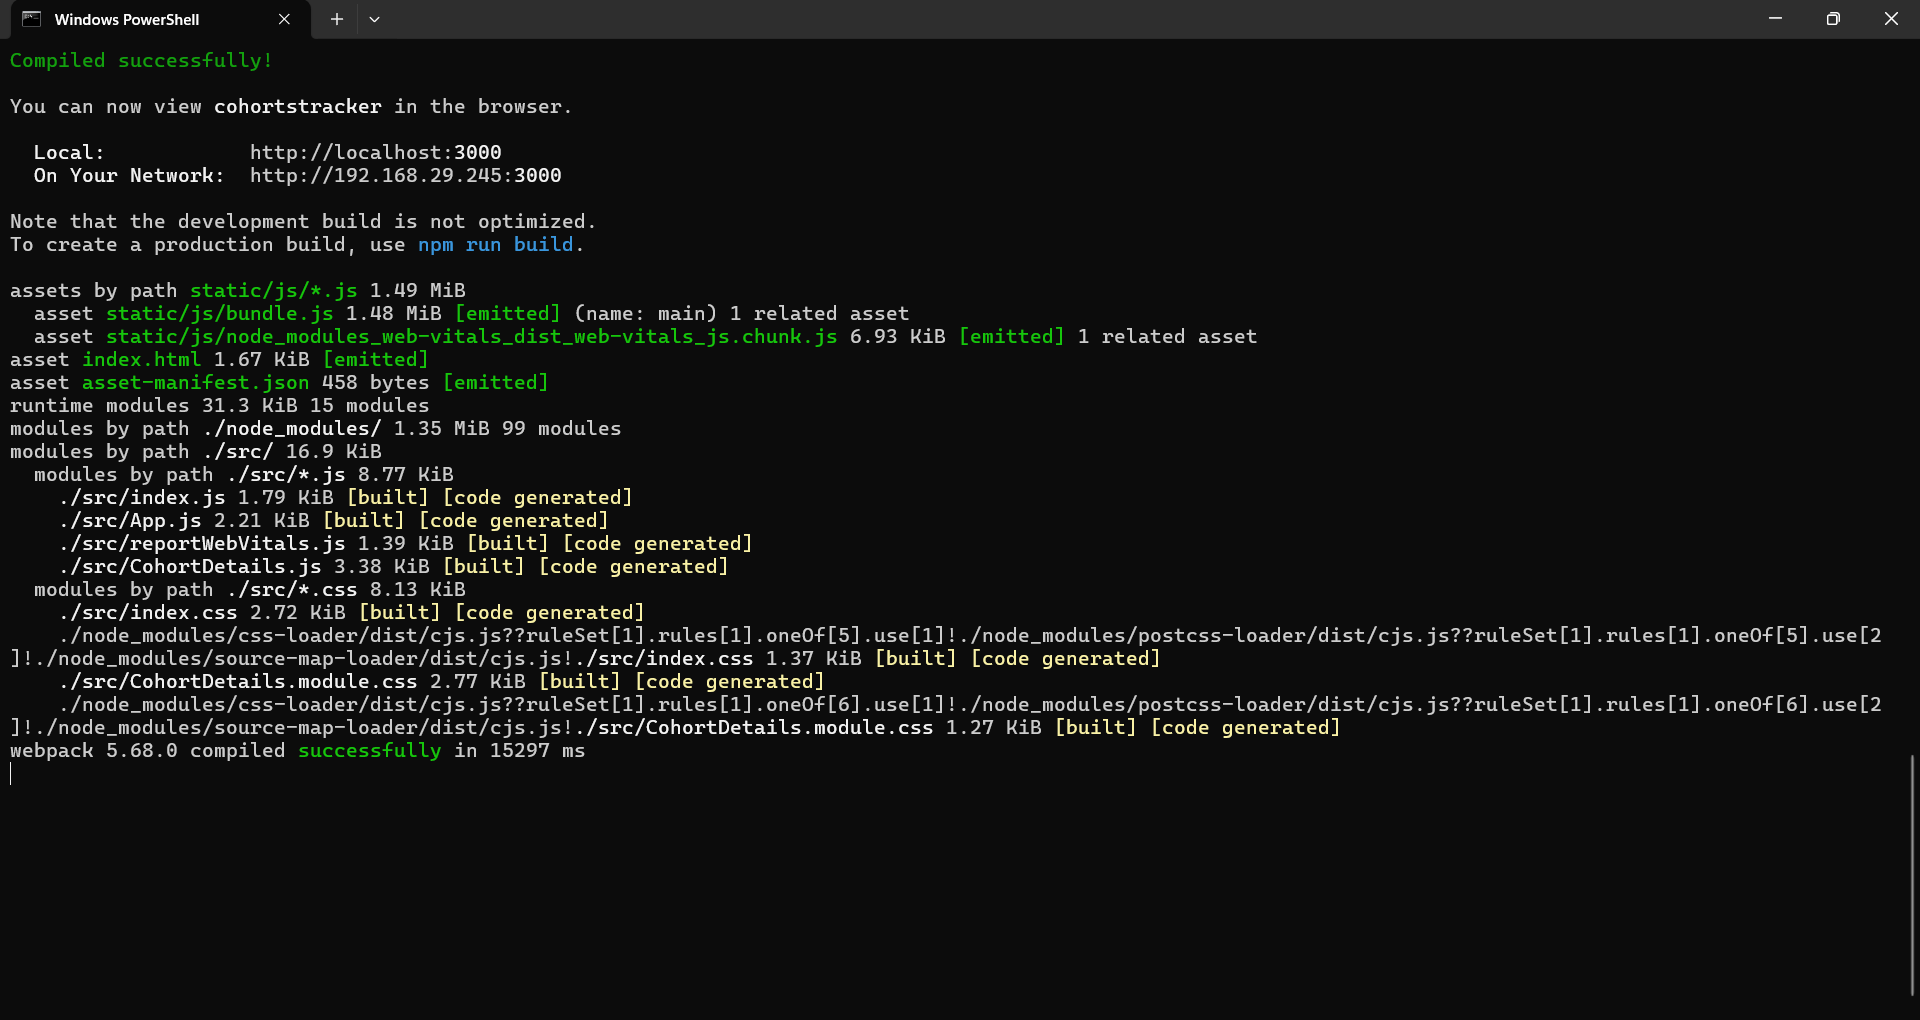 Windows PowerShell
Compiled successfully!
You can now view cohortstracker in the browser.
Local: http://localhost:3000
On Your Network: http://192.168.29.245:3000
Note that the development build is not optimized.
To create a production build, use npm run build.
assets by path static/js/*.js 1.49 MiB
asset static/js/bundle.js 1.48 MiB [emitted] (name: main) 1 related asset
asset static/js/node_modules_web-vitals_dist_web-vitals_js.chunk.js 6.93 KiB [emitted] 1 related asset
asset index.html 1.67 KiB [emitted]
asset asset-manifest.json 458 bytes [emitted]
runtime modules 31.3 KiB 15 modules
modules by path ./node_modules/ 1.35 MiB 99 modules
modules by path ./src/ 16.9 KiB
modules by path ./src/*.js 8.77 KiB
./src/index.js 1.79 KiB [built] [code generated]
./src/App.js 2.21 KiB [built] [code generated]
./src/reportWebVitals.js 1.39 KiB [built] [code generated]
./src/CohortDetails.js 3.38 KiB [built] [code generated]
modules by path ./src/*.css 8.13 KiB
./src/index.css 2.72 KiB [built] [code generated]
./node_modules/css-loader/dist/cjs.js??ruleSet[1].rules[1].oneOf[5].use[1]!./node_modules/postcss-loader/dist/cjs.js??ruleSet[1].rules[1].oneOf[5].use[2
]!./node_modules/source-map-loader/dist/cjs.js!./src/index.css 1.37 KiB [built] [code generated]
./src/CohortDetails.module.css 2.77 KiB [built] [code generated]
./node_modules/css-loader/dist/cjs.js??ruleSet[1].rules[1].oneOf[6].use[1]!./node_modules/postcss-loader/dist/cjs.js??ruleSet[1].rules[1].oneOf[6].use[2
]!./node_modules/source-map-loader/dist/cjs.js!./src/CohortDetails.module.css 1.27 KiB [built] [code generated]
webpack 5.68.0 compiled successfully in 15297 ms